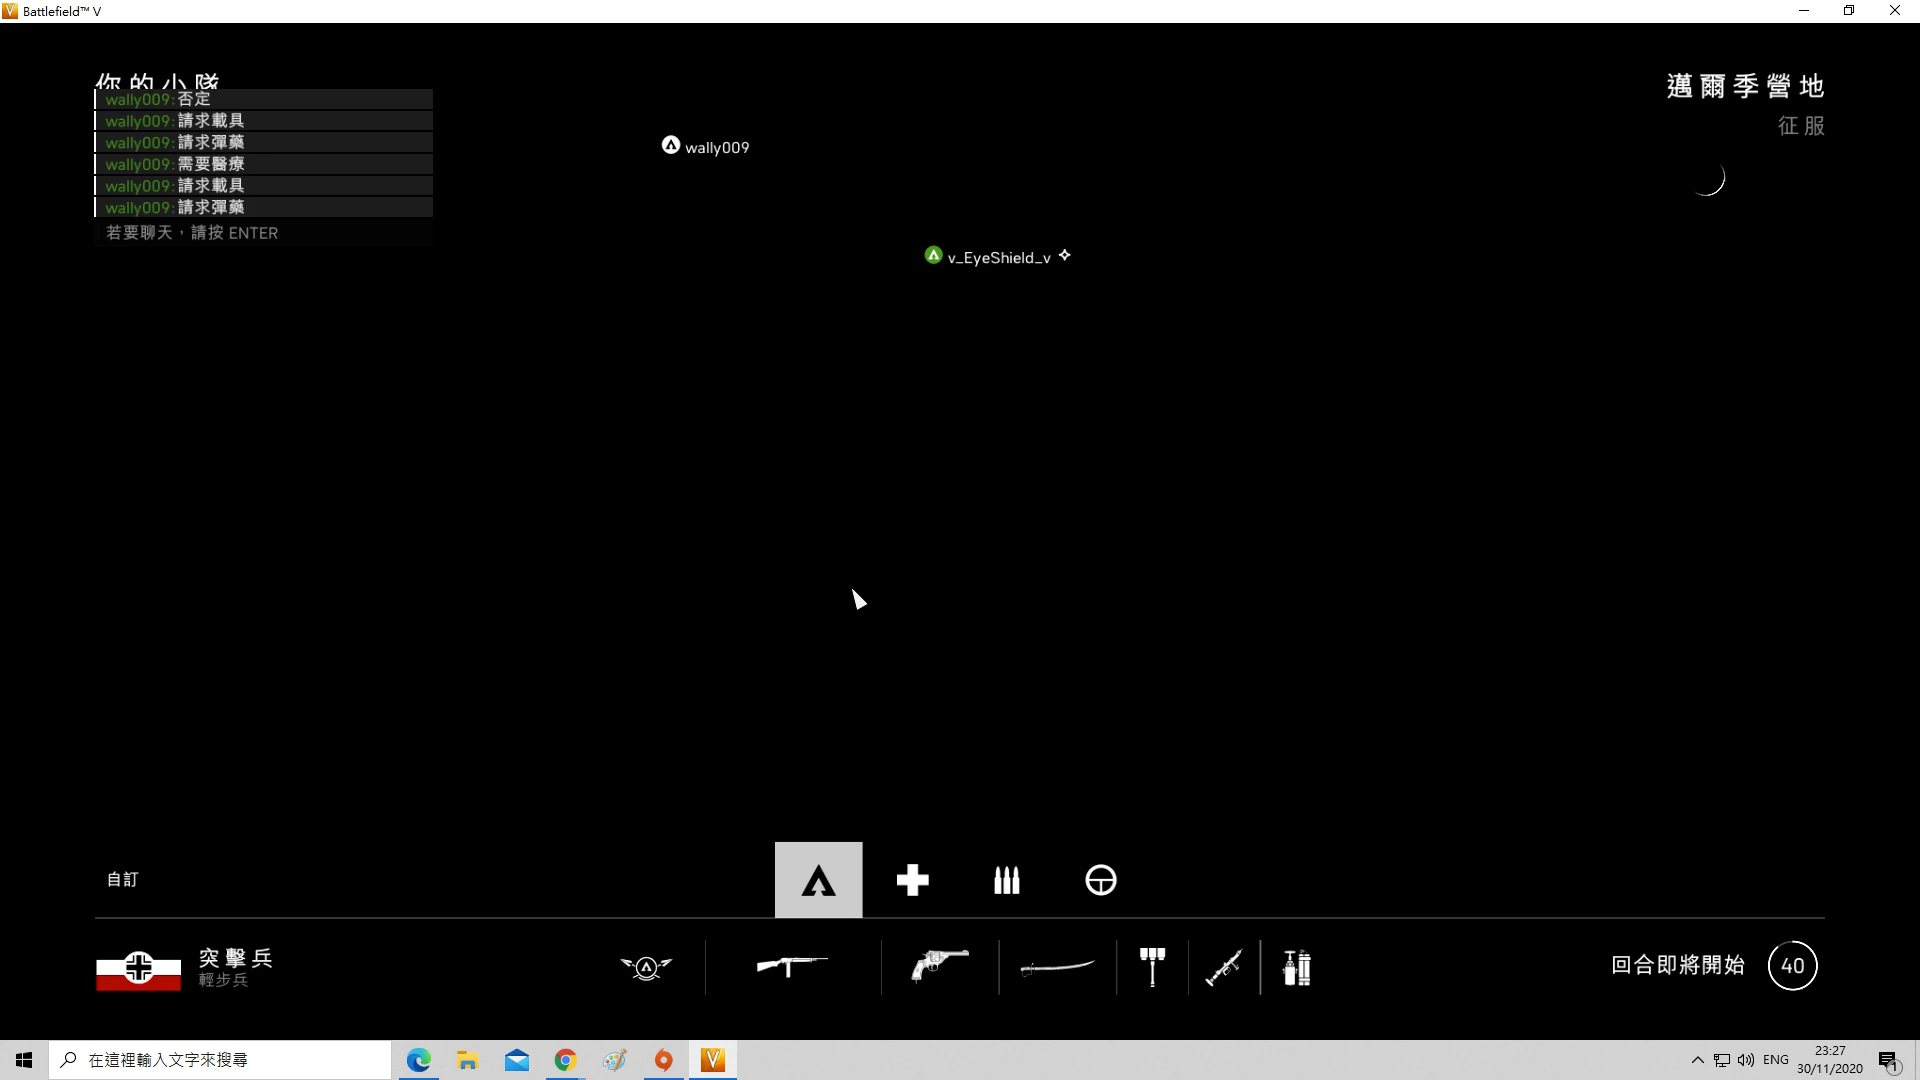 Battlefield™ V
你的小隊
wally009:否定
wally009:請求載具
wally009:請求彈藥
wally009:需要醫療
wally009:請求載具
wally009:請求彈藥
若要聊天，請按 ENTER
wally009
v_EyeShield_v
邁爾季營地
征服
自訂
突擊兵
輕步兵
回合即將開始
40
在這裡輸入文字來搜尋
ENG
23:27
30/11/2020
1